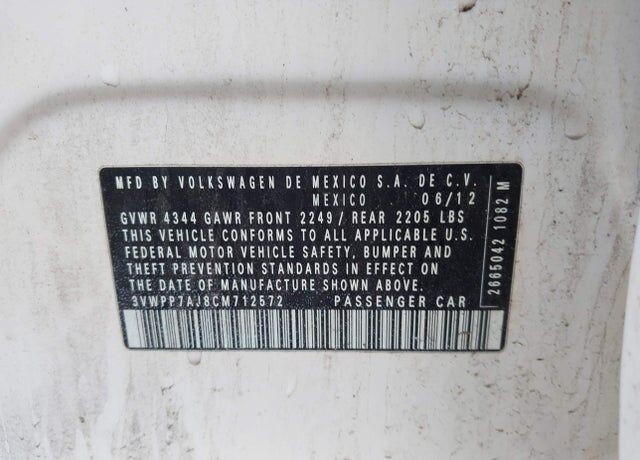 MFD BY VOLKSWAGEN DE MEXICO S.A. DE C.V.
MEXICO 06/12
GVWR 4344 GAWR FRONT 2249 / REAR 2205 LBS
THIS VEHICLE CONFORMS TO ALL APPLICABLE U.S.
FEDERAL MOTOR VEHICLE SAFETY, BUMPER AND
THEFT PREVENTION STANDARDS IN EFFECT ON
THE DATE OF MANUFACTURE SHOWN ABOVE.
3VWPP7AJ8CM712572 PASSENGER CAR
2665042 1082 M